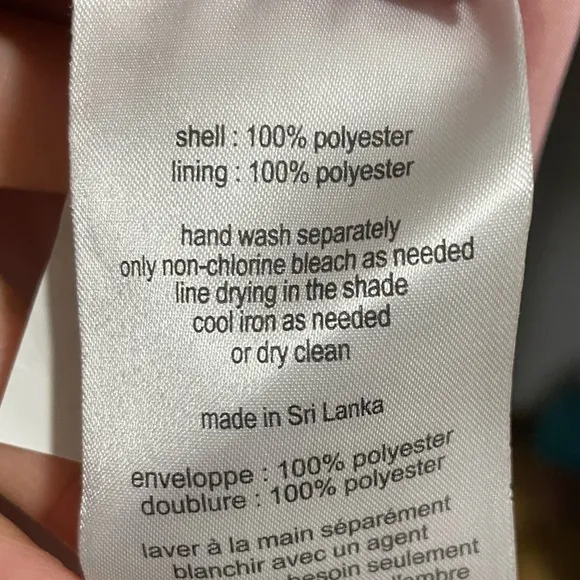 shell : 100% polyester
lining : 100% polyester
hand wash separately
only non-chlorine bleach as needed
line drying in the shade
cool iron as needed
or dry clean
made in Sri Lanka
enveloppe : 100% polyester
doublure : 100% polyester
laver à la main séparément
blanchir avec un agent
besoin seulement